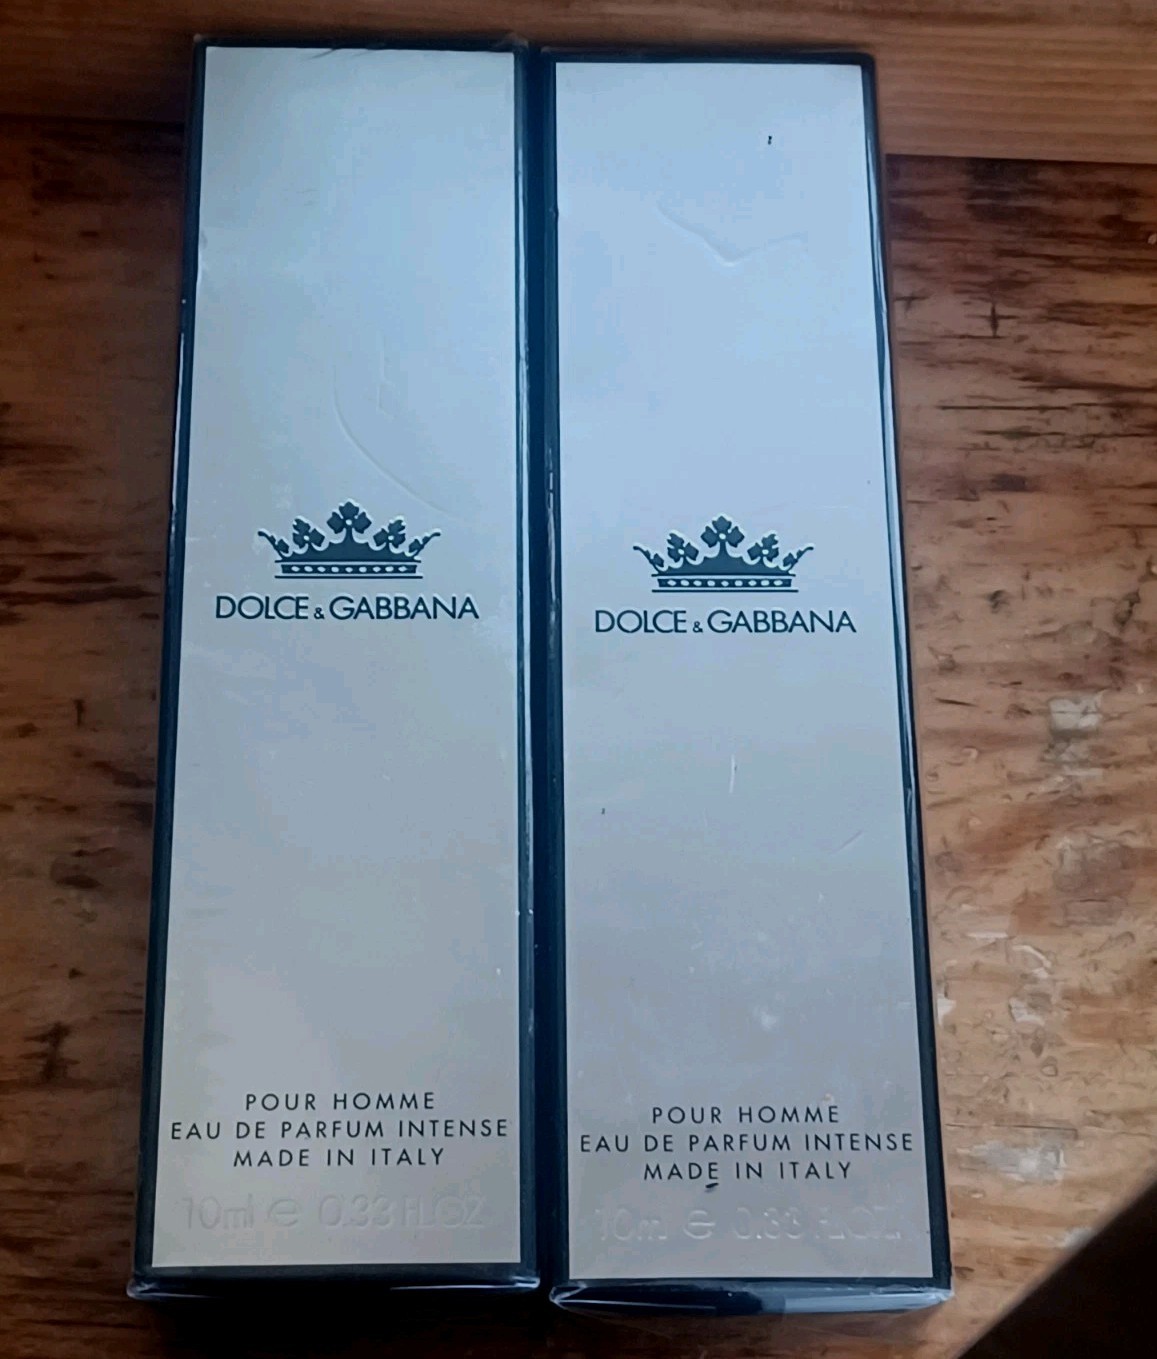 DOLCE & GABBANA
POUR HOMME
EAU DE PARFUM INTENSE
MADE IN ITALY
10ml e 0.33 FL.OZ
DOLCE & GABBANA
POUR HOMME
EAU DE PARFUM INTENSE
MADE IN ITALY
10ml e 0.33 FL.OZ